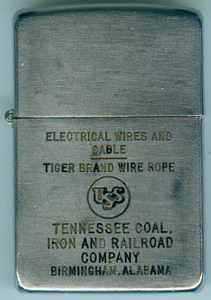 ELECTRICAL WIRES AND
CABLE
TIGER BRAND WIRE ROPE
USS
TENNESSEE COAL,
IRON AND RAILROAD
COMPANY
BIRMINGHAM, ALABAMA